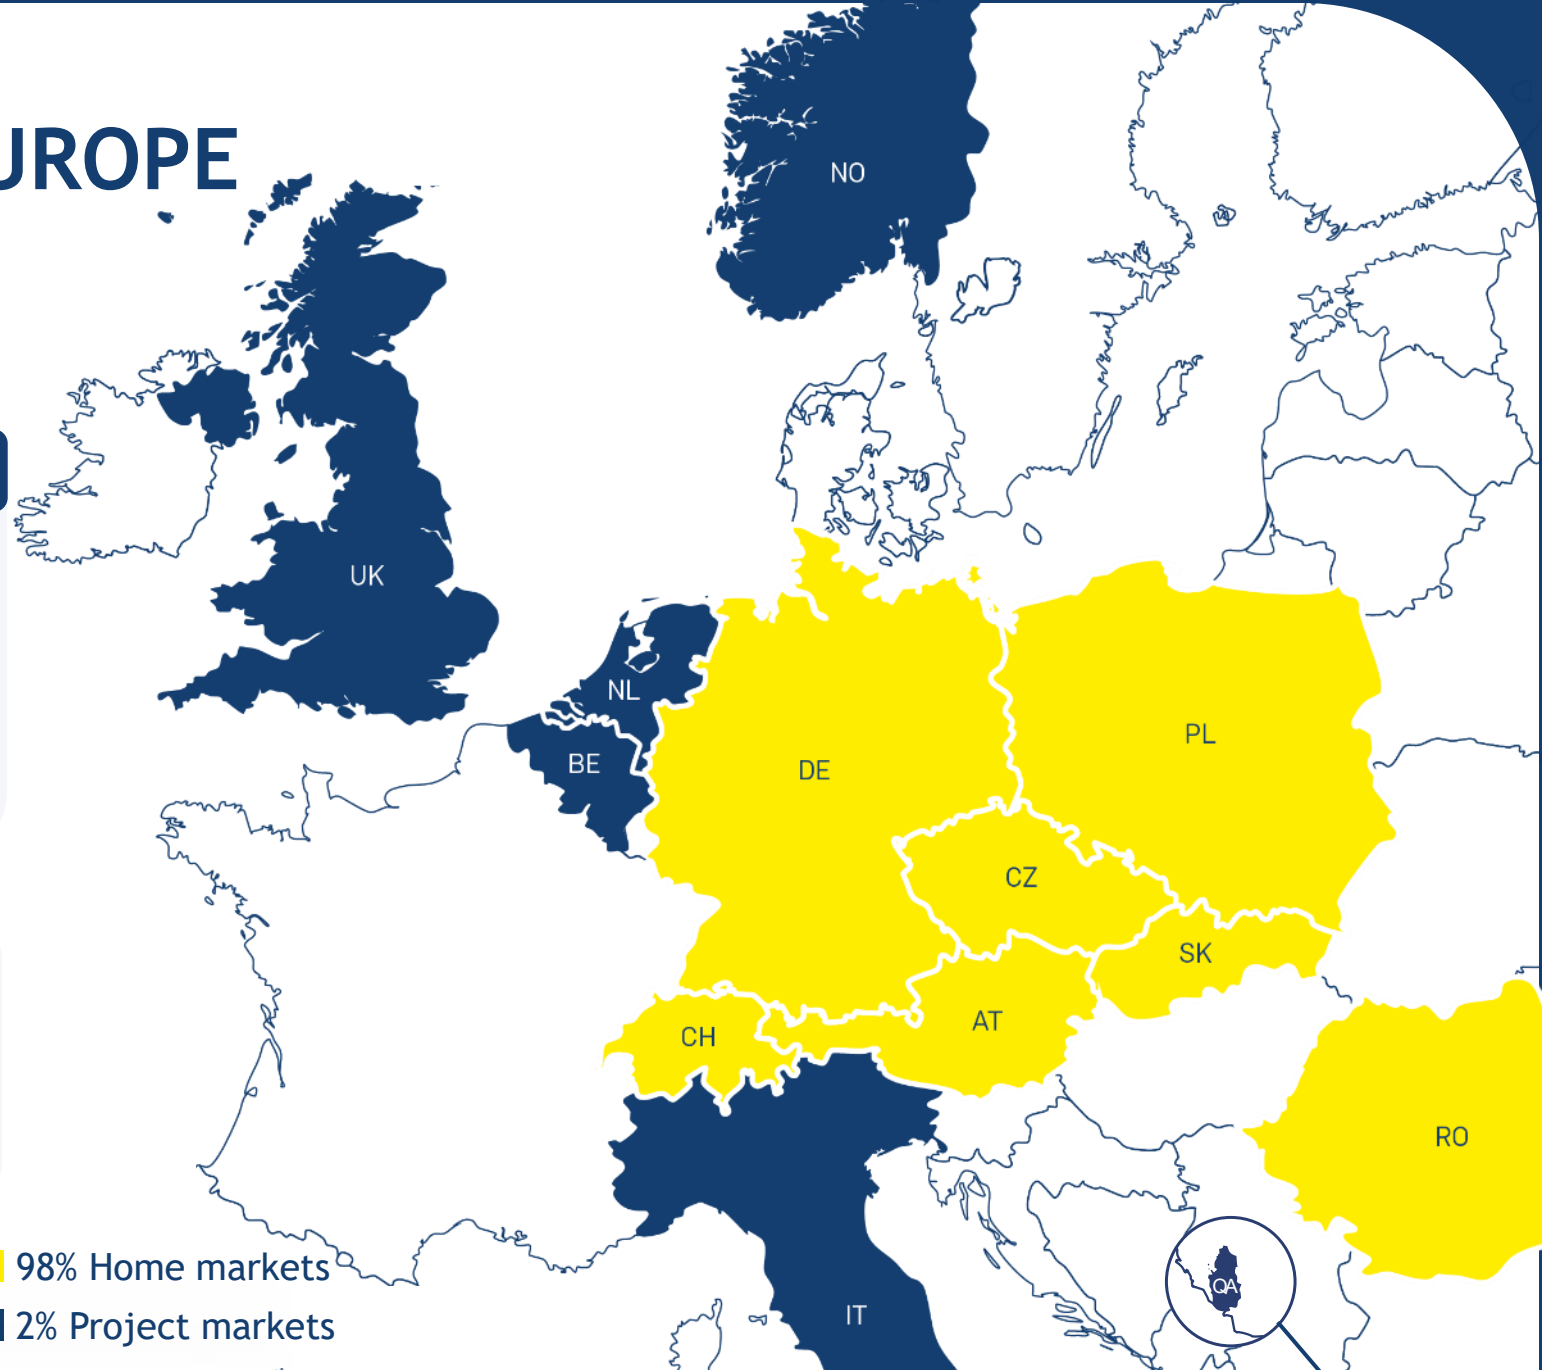 UROPE
NO
UK
NL
BE
DE
PL
CZ
SK
CH
AT
RO
QA
IT
98% Home markets
2% Project markets